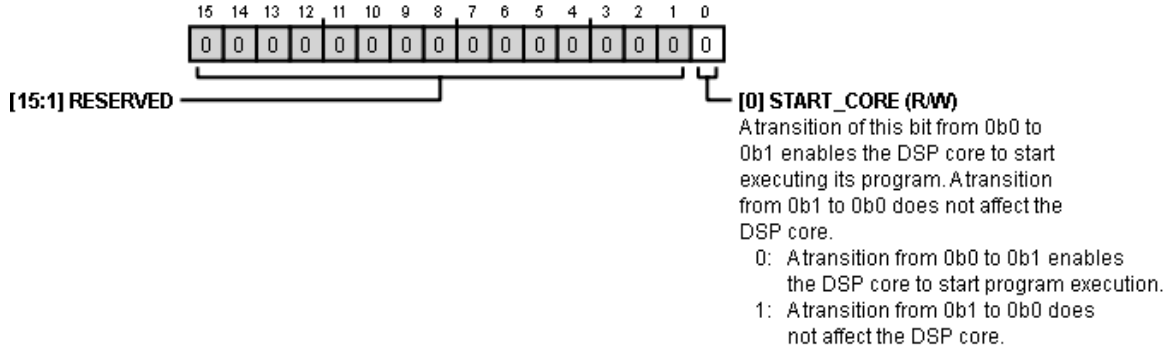 15 14 13 12 11 10 9 8 7 6 5 4 3 2 1 0
0 0 0 0 0 0 0 0 0 0 0 0 0 0 0 0
[15:1] RESERVED
[0] START_CORE (R/W)
A transition of this bit from 0b0 to
0b1 enables the DSP core to start
executing its program. A transition
from 0b1 to 0b0 does not affect the
DSP core.
0: A transition from 0b0 to 0b1 enables
the DSP core to start program execution.
1: A transition from 0b1 to 0b0 does
not affect the DSP core.